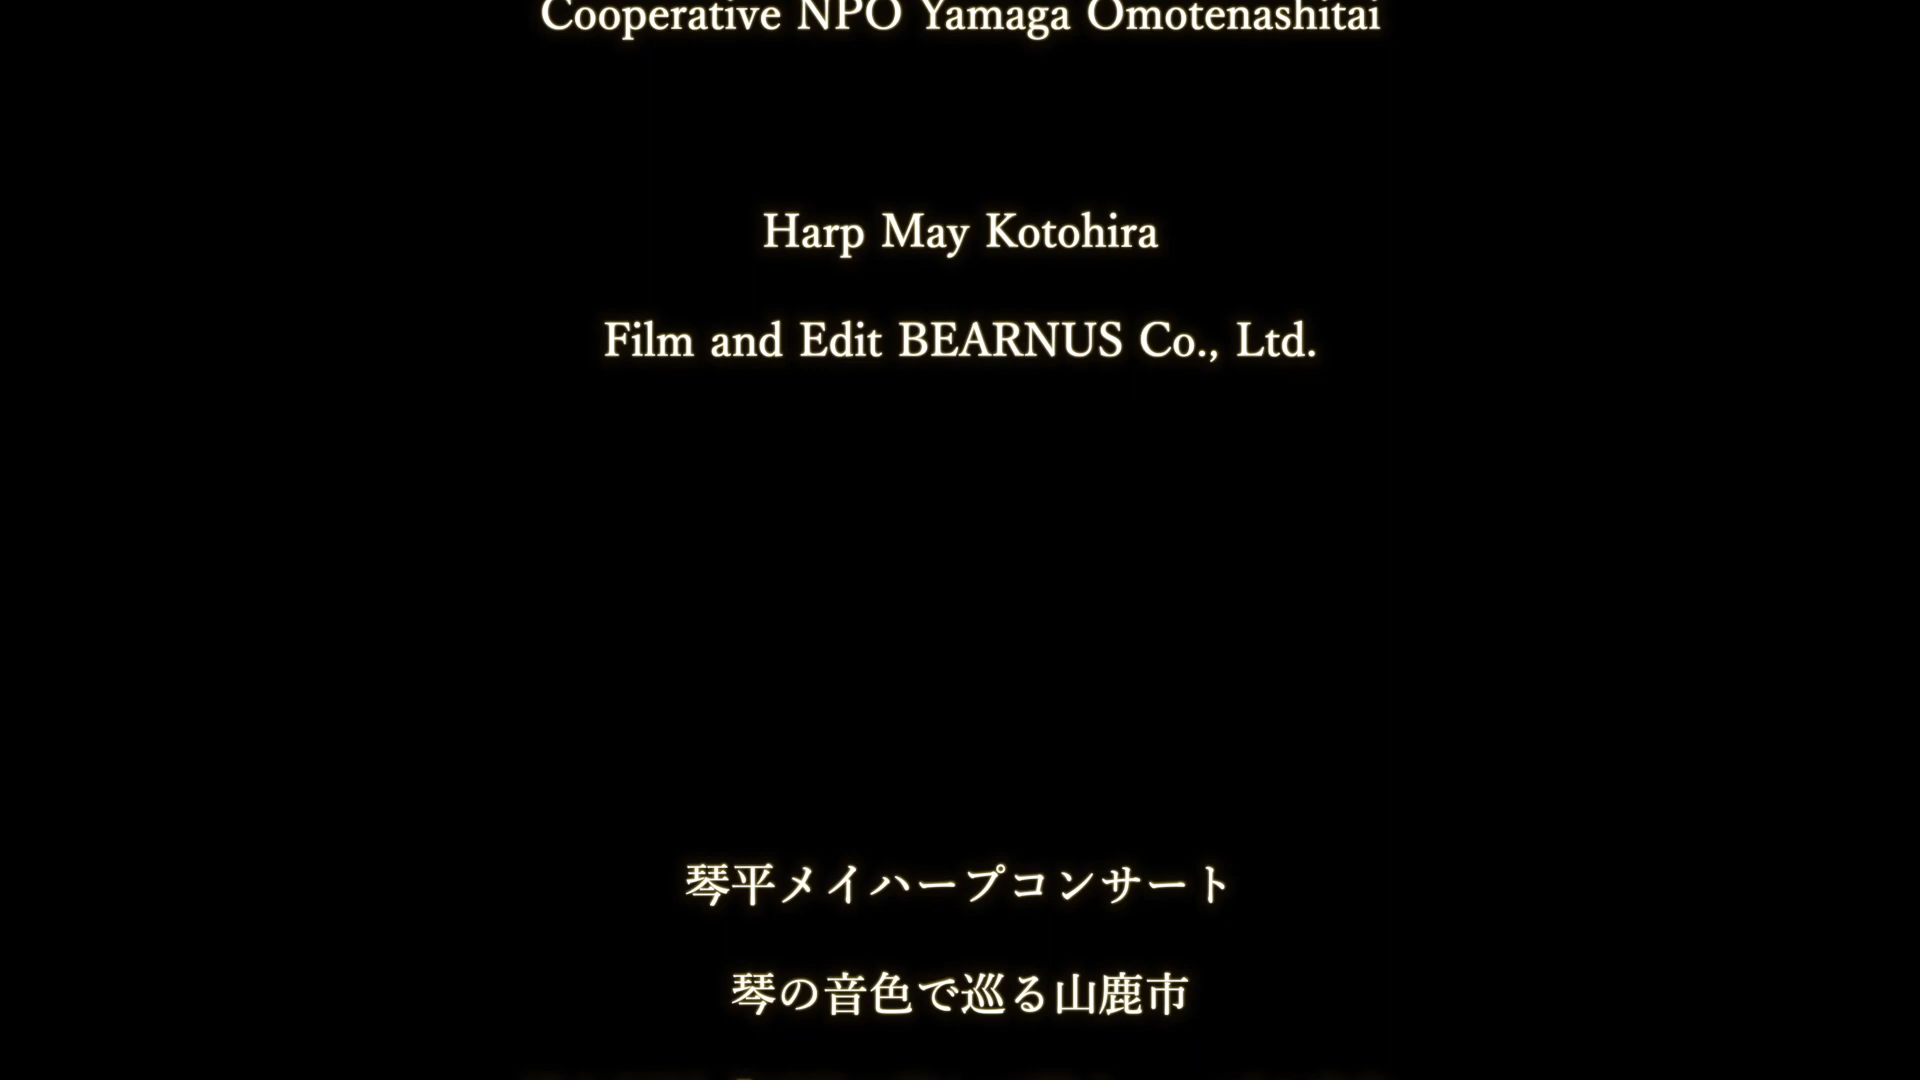 Cooperative NPO Yamaga Omotenashitai
Harp May Kotohira
Film and Edit BEARNUS Co., Ltd.
琴平メイハープコンサート
琴の音色で巡る山鹿市